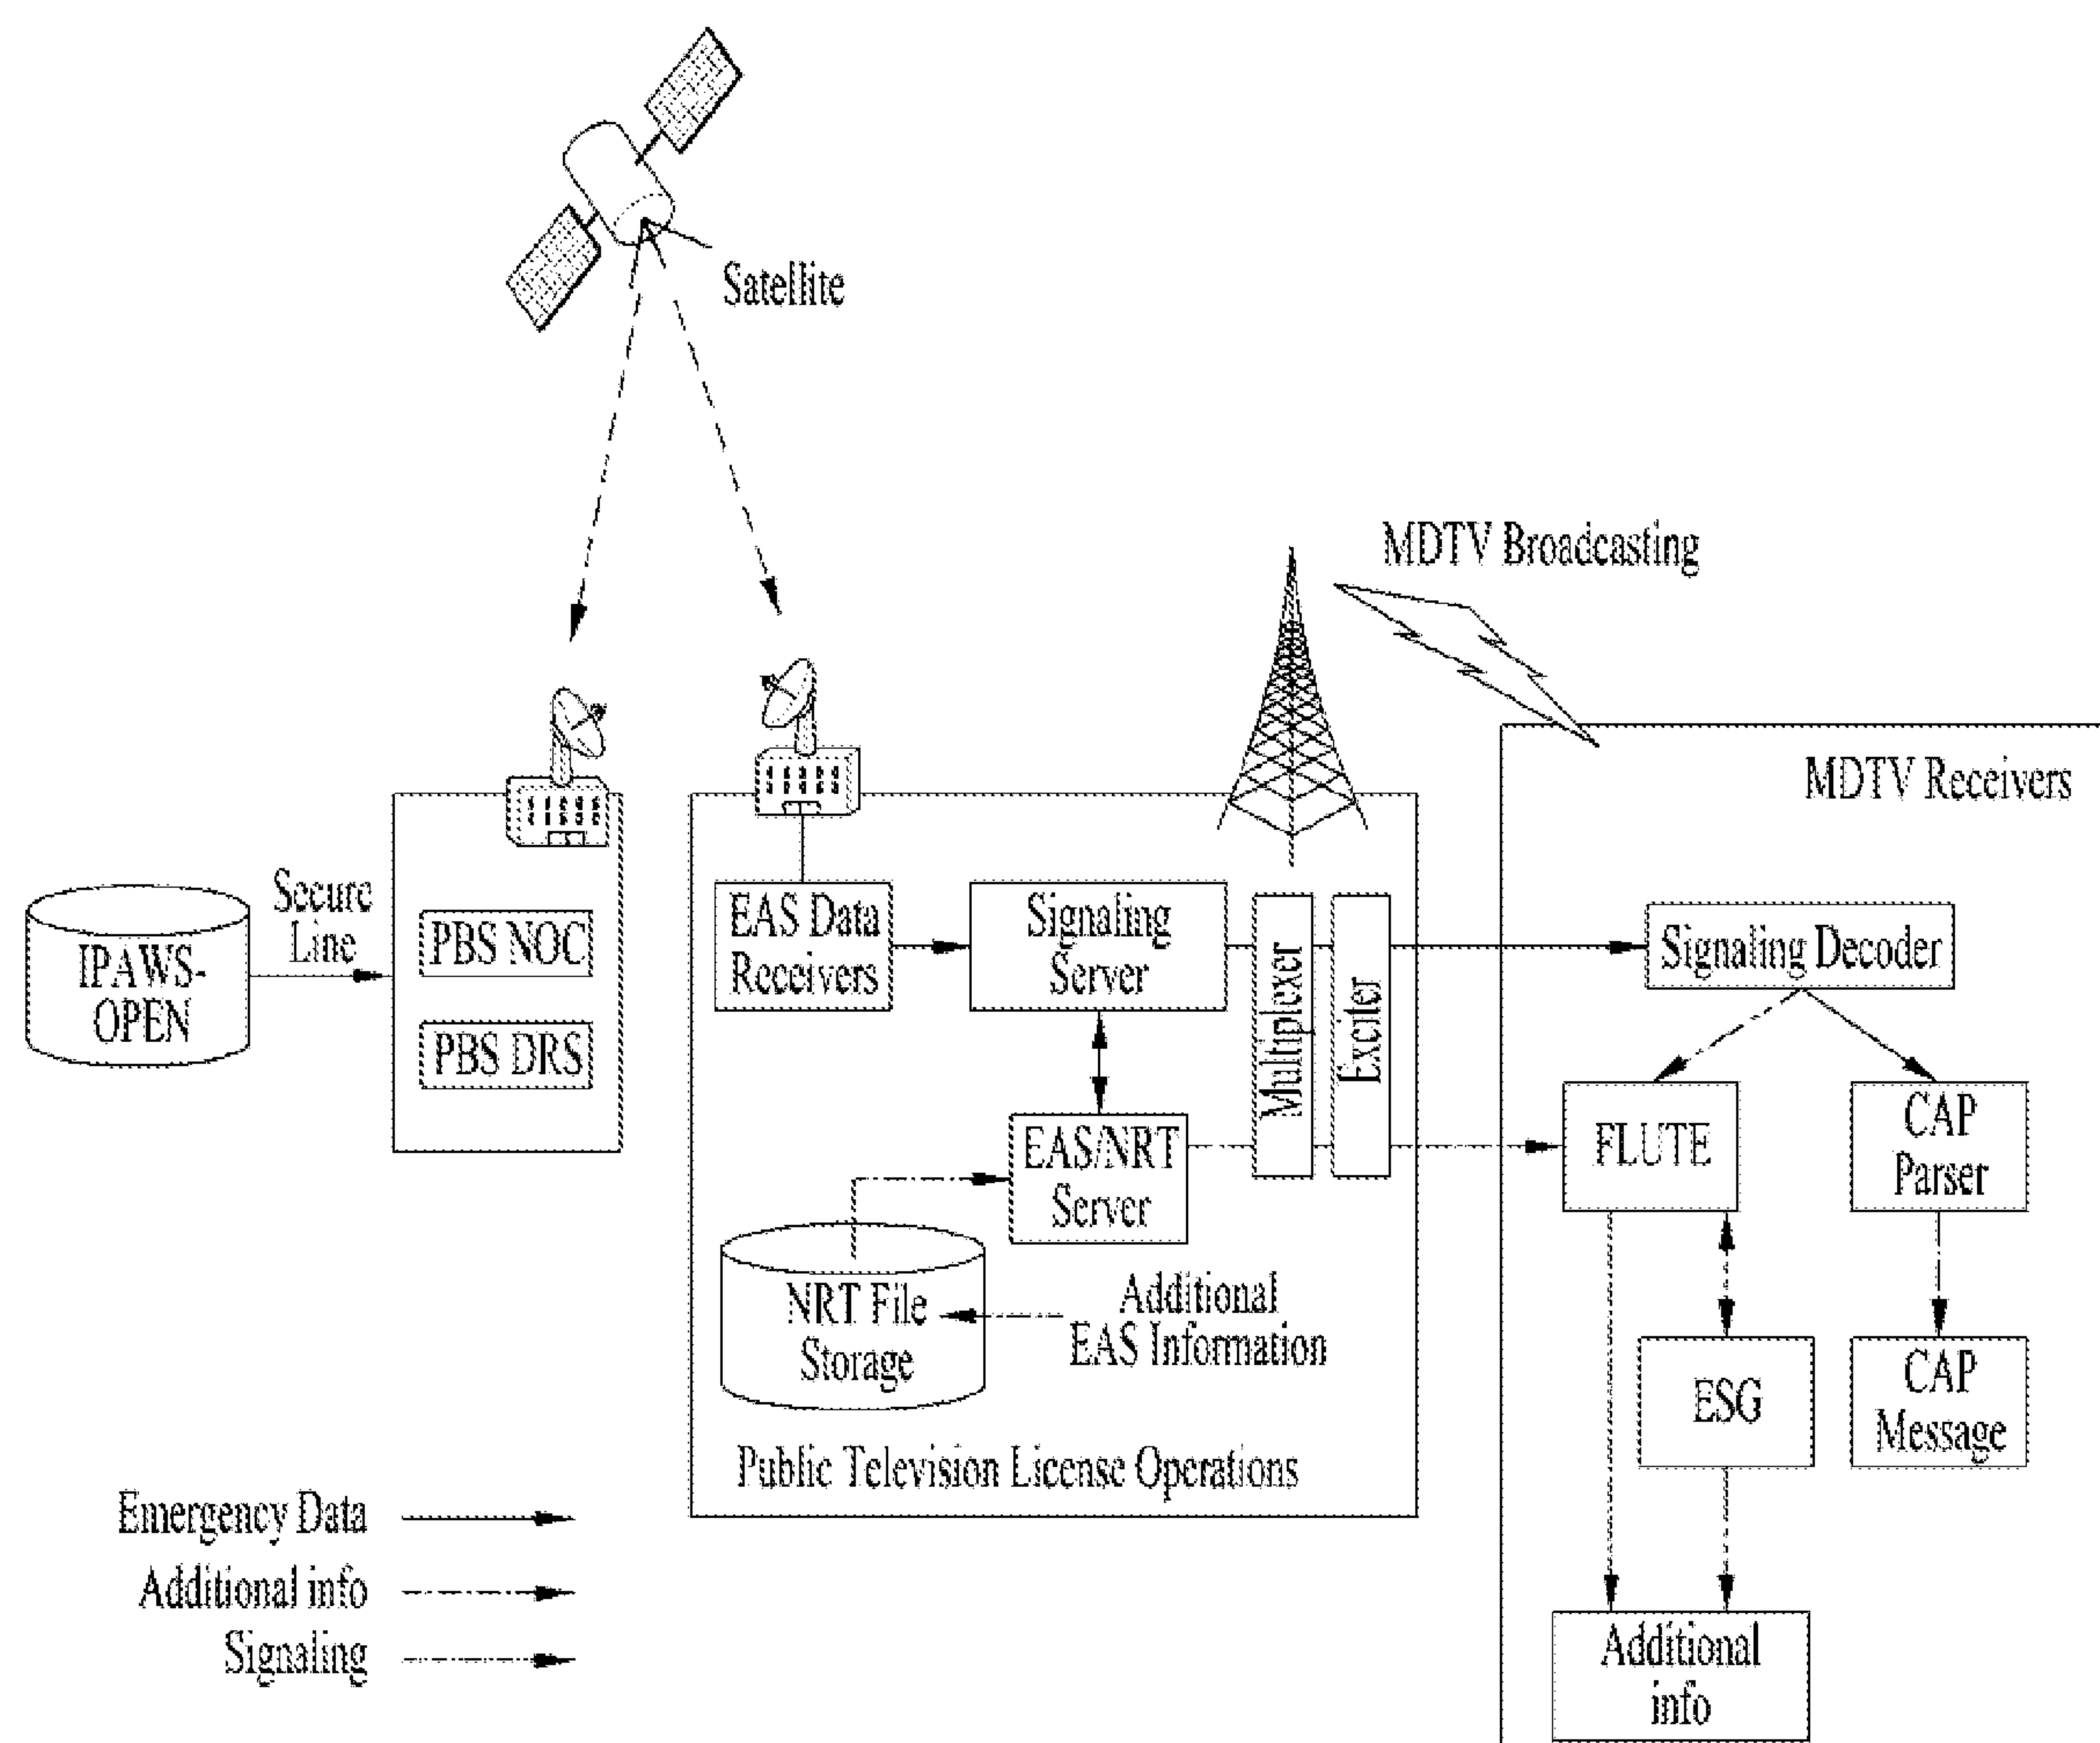 Satellite
MDTV Broadcasting
MDTV Receivers
Secure
Line
IPAWS-
OPEN
PBS NOC
PBS DRS
EAS Data
Receivers
Signaling
Server
Multiplexer
Exciter
Signaling Decoder
EAS/NRT
Server
FLUTE
CAP
Parser
NRT File
Storage
Additional
EAS Information
ESG
CAP
Message
Public Television License Operations
Emergency Data
Additional info
Signaling
Additional
info